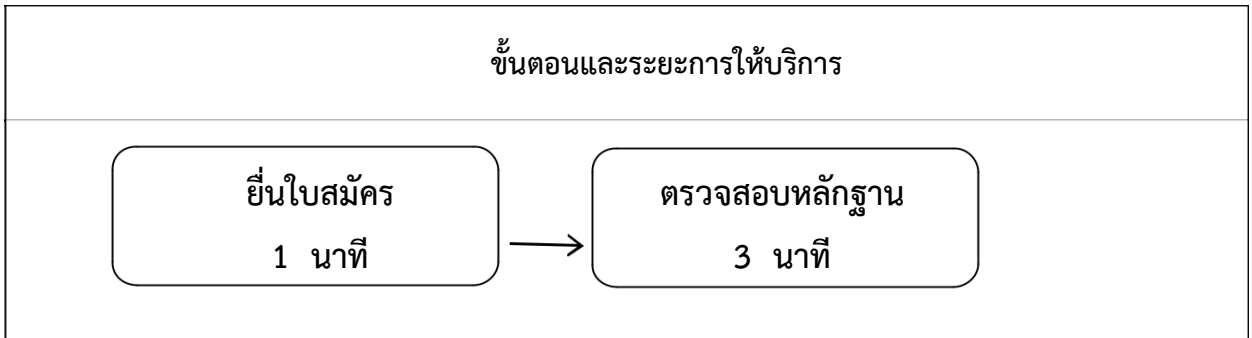 ขั้นตอนและระยะการให้บริการ
ยื่นใบสมัคร
1 นาที
ตรวจสอบหลักฐาน
3 นาที